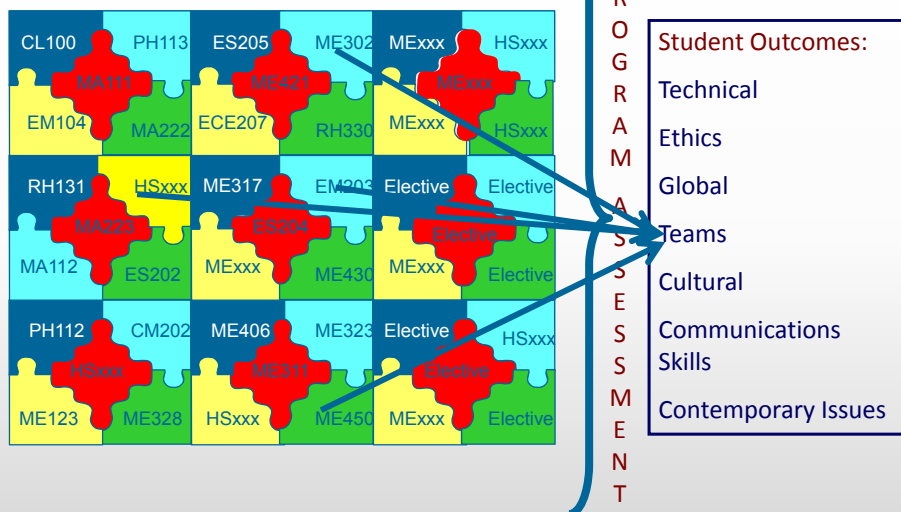 CL100 PH113 ES205 ME302 MExxx HSxxx
MA111 ME421 MExxx
EM104 MA222 ECE207 RH330 MExxx HSxxx
RH131 HSxxx ME317 EM203 Elective Elective
MA223 ES204 Elective
MA112 ES202 MExxx ME430 MExxx Elective
PH112 CM202 ME406 ME323 Elective HSxxx
HSxxx ME311 Elective
ME123 ME328 HSxxx ME450 MExxx Elective
R
O
G
R
A
M
A
S
S
E
S
S
M
E
N
T
Student Outcomes:
Technical
Ethics
Global
Teams
Cultural
Communications
Skills
Contemporary Issues